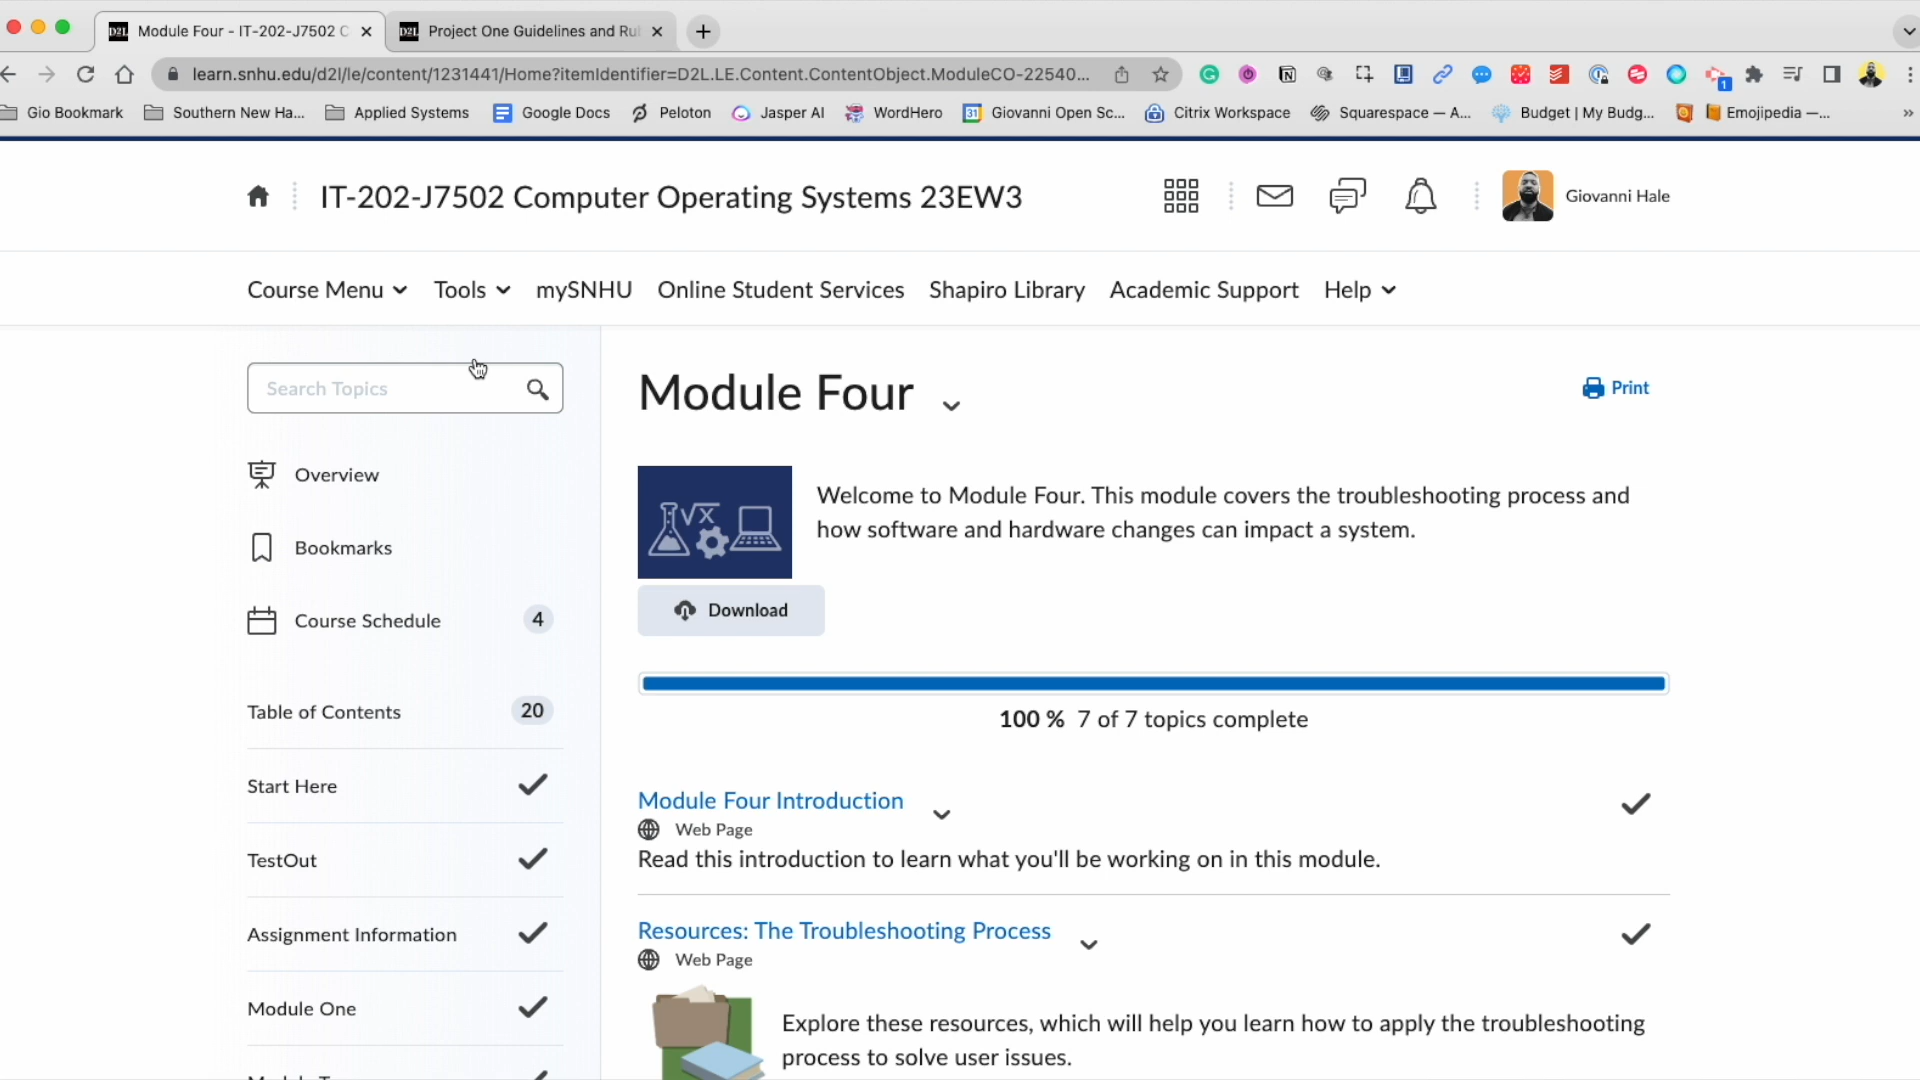 Module Four - IT-202-J7502 C
Project One Guidelines and Ru
learn.snhu.edu/d2l/le/content/1231441/Home?itemIdentifier=D2L.LE.Content.ContentObject.ModuleCO-22540...
Gio Bookmark
Southern New Ha...
Applied Systems
Google Docs
Peloton
Jasper AI
WordHero
Giovanni Open Sc...
Citrix Workspace
Squarespace — A...
Budget | My Budg...
Emojipedia —...
IT-202-J7502 Computer Operating Systems 23EW3
Giovanni Hale
Course Menu
Tools
mySNHU
Online Student Services
Shapiro Library
Academic Support
Help
Search Topics
Overview
Bookmarks
Course Schedule 4
Table of Contents 20
Start Here
TestOut
Assignment Information
Module One
Module Four
Print
Welcome to Module Four. This module covers the troubleshooting process and
how software and hardware changes can impact a system.
Download
100 % 7 of 7 topics complete
Module Four Introduction
Web Page
Read this introduction to learn what you'll be working on in this module.
Resources: The Troubleshooting Process
Web Page
Explore these resources, which will help you learn how to apply the troubleshooting
process to solve user issues.